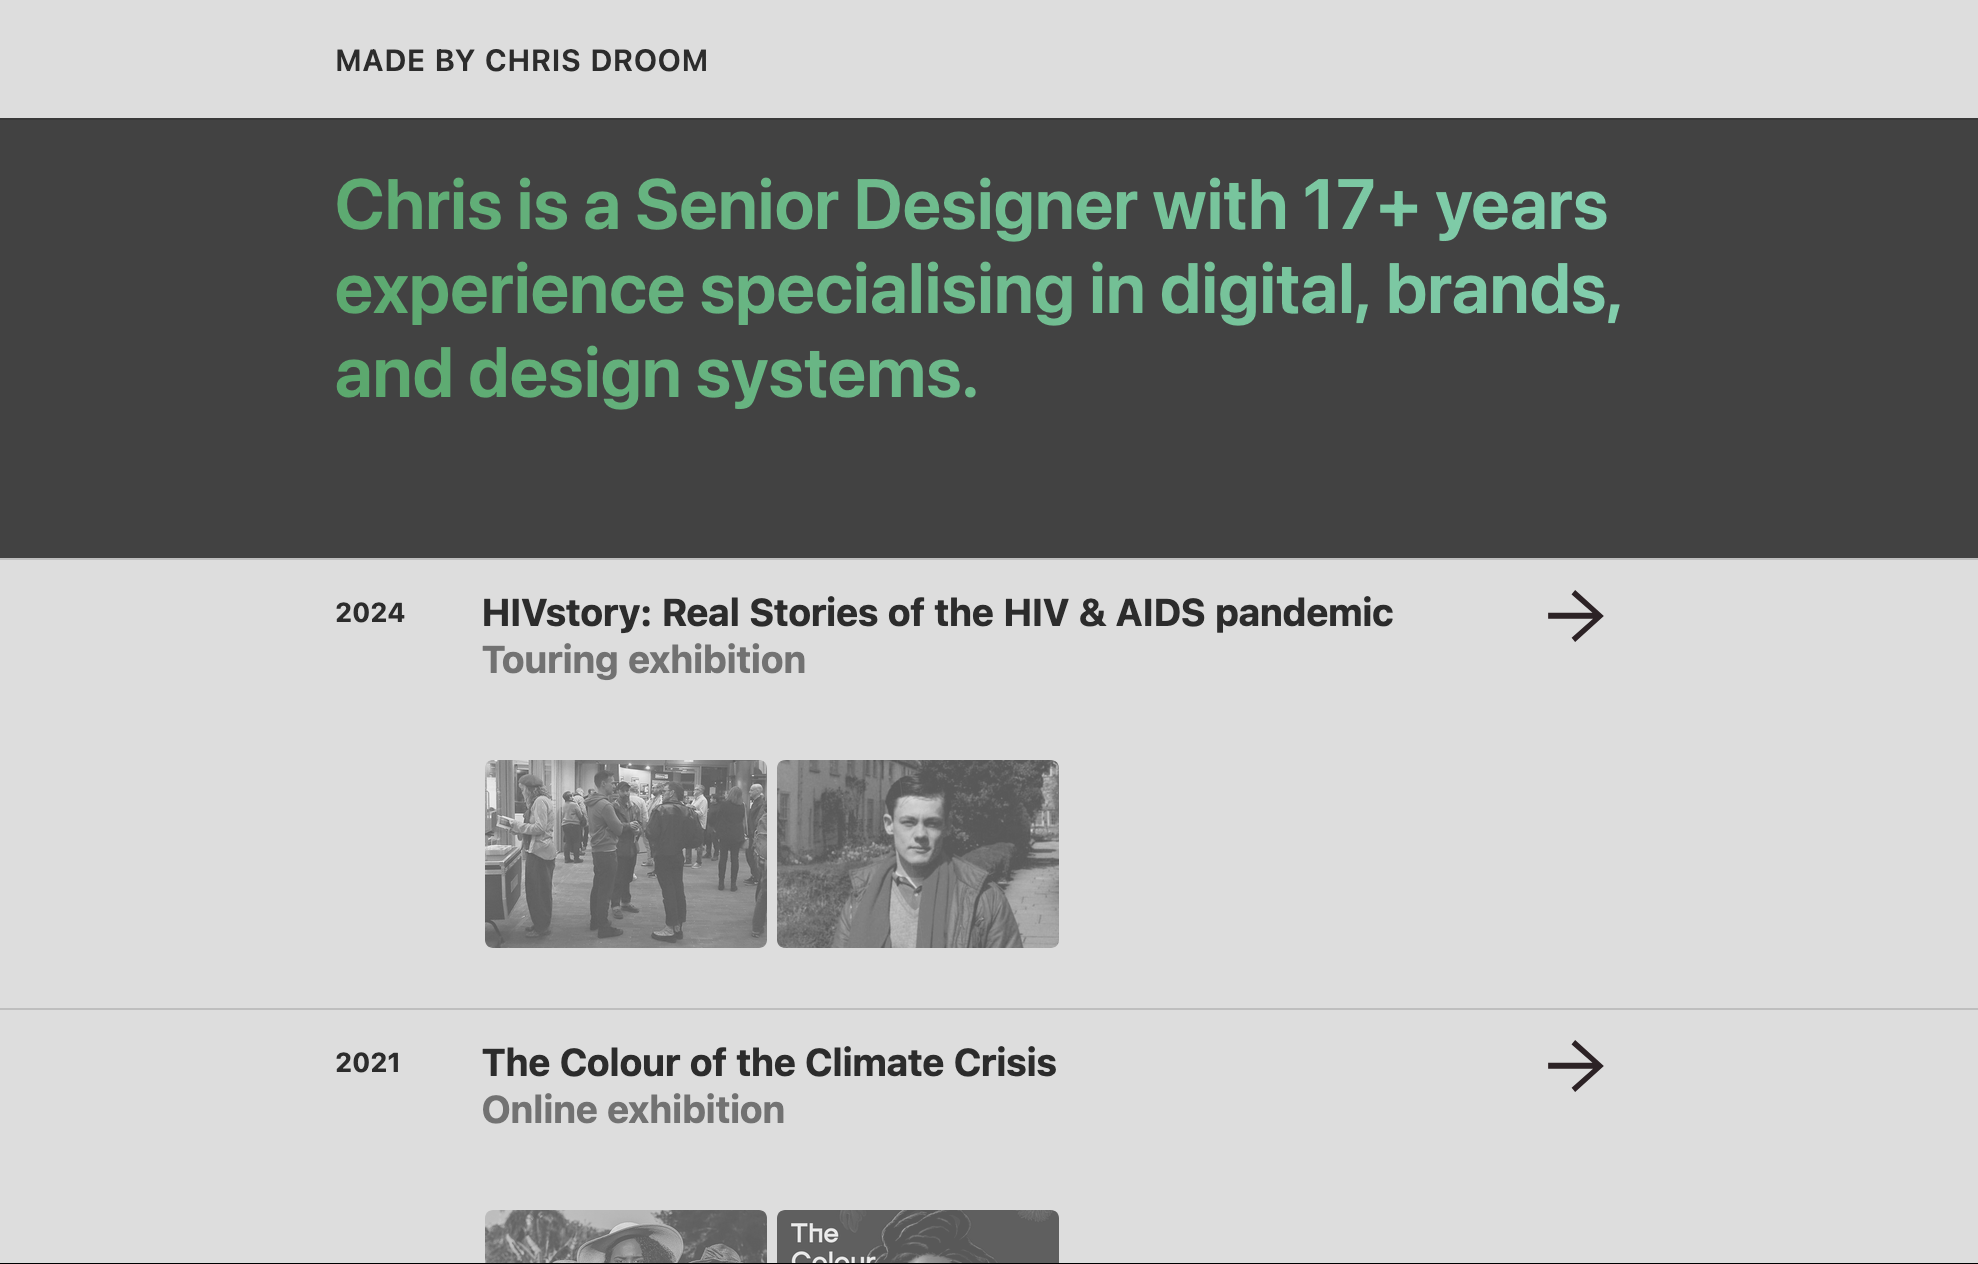 MADE BY CHRIS DROOM
Chris is a Senior Designer with 17+ years
experience specialising in digital, brands,
and design systems.
2024
HIVstory: Real Stories of the HIV & AIDS pandemic
Touring exhibition
2021
The Colour of the Climate Crisis
Online exhibition
The
Colour